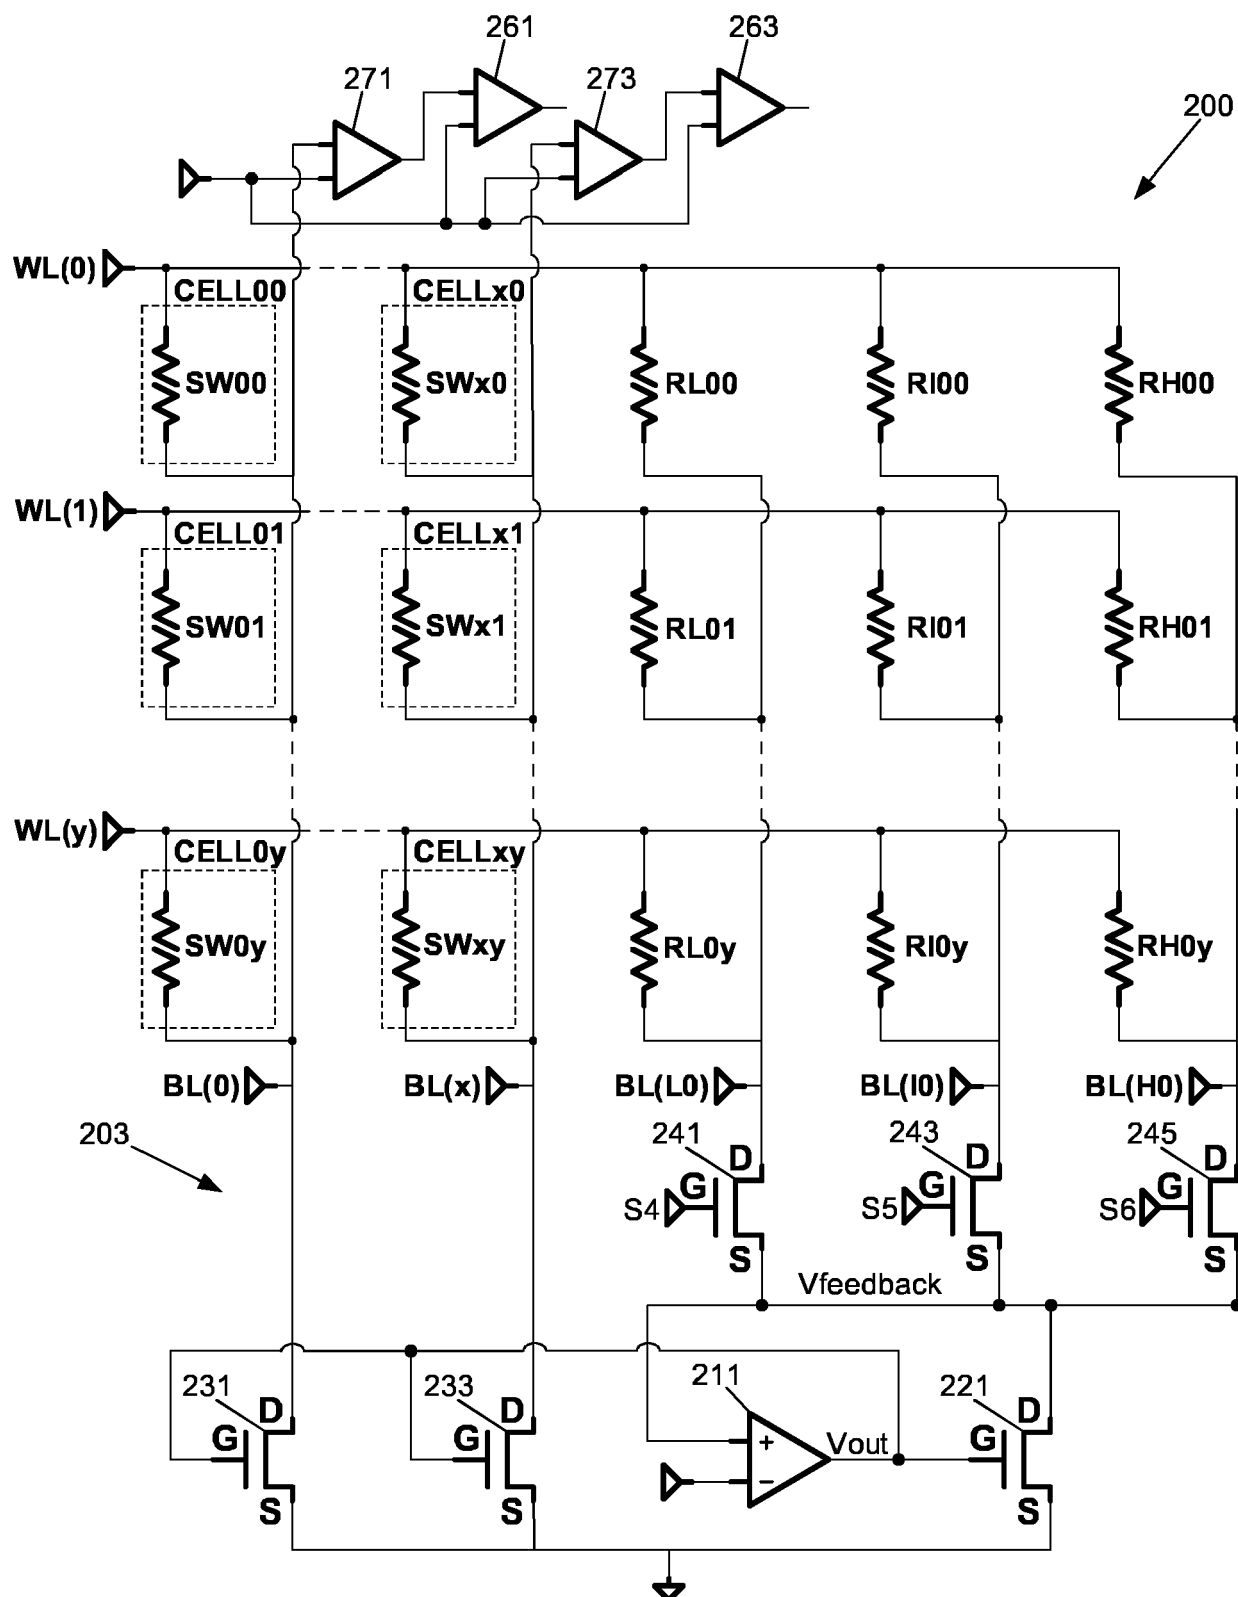 261
263
271
273
200
WL(0)
CELL00
CELLx0
SW00
SWx0
RL00
RI00
RH00
WL(1)
CELL01
CELLx1
SW01
SWx1
RL01
RI01
RH01
WL(y)
CELL0y
CELLxy
SW0y
SWxy
RL0y
RI0y
RH0y
BL(0)
BL(x)
BL(L0)
BL(I0)
BL(H0)
203
241
243
245
D
D
D
G
G
G
S4
S5
S6
S
S
S
Vfeedback
231
233
211
221
D
D
D
G
G
+
Vout
G
−
S
S
S